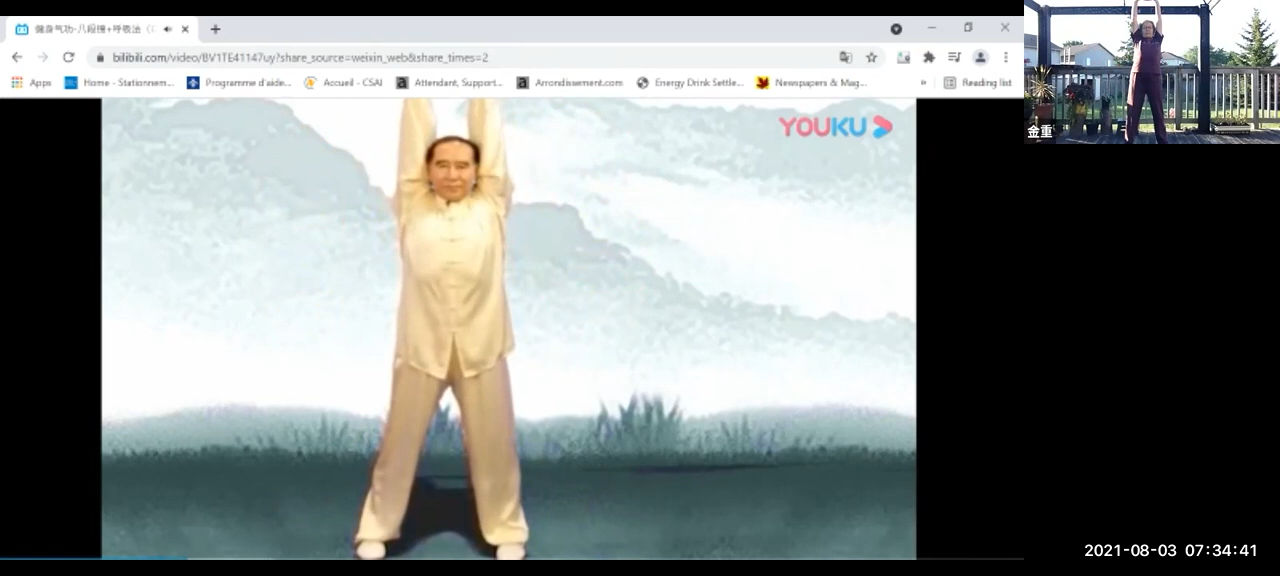 健身气功-八段锦+呼吸法
bilibili.com/video/BV1TE41147uy?share_source=weixin_web&share_times=2
Apps Home - Stationnem... Programme d'aide... Accueil - CSAI Attendant, Support... Arrondissement.com Energy Drink Settle... Newspapers & Mag... » Reading list
YOUKU
金重
2021-08-03 07:34:41